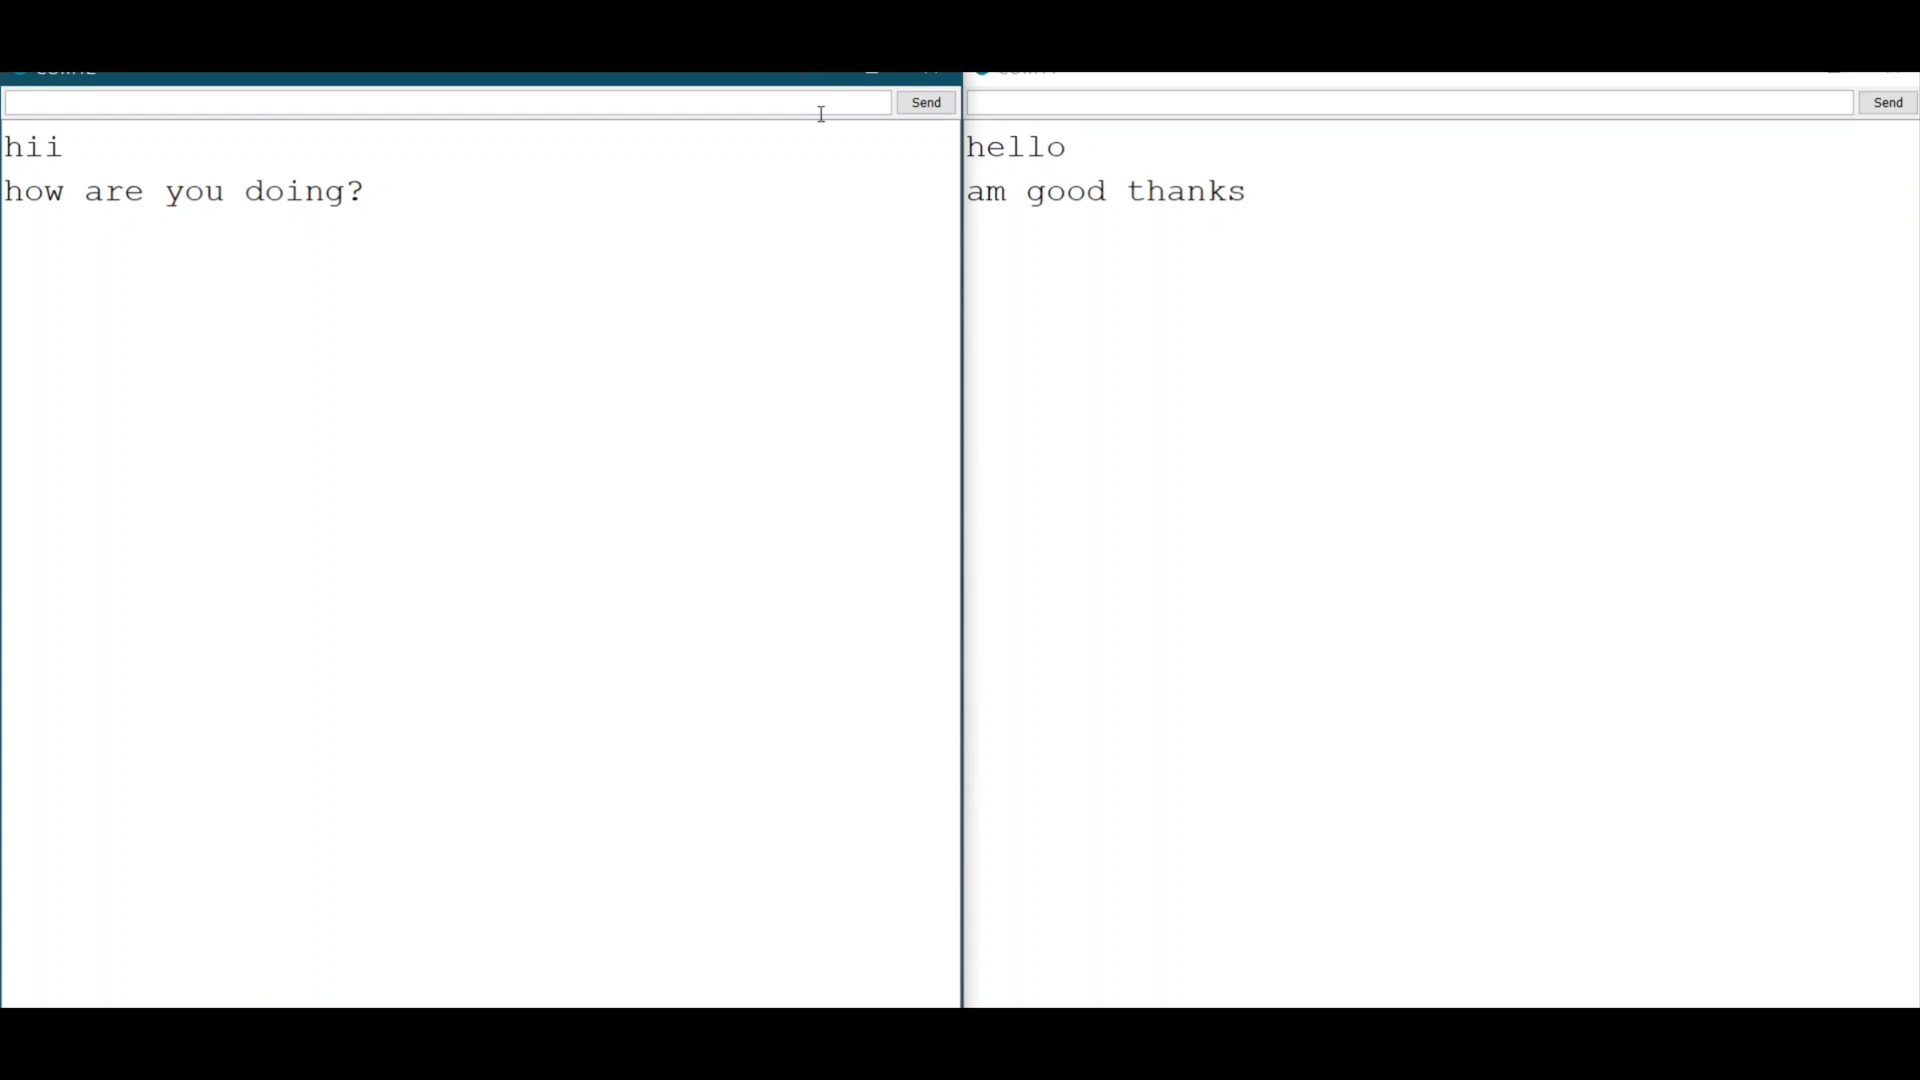 Send
hii
how are you doing?
Send
hello
am good thanks